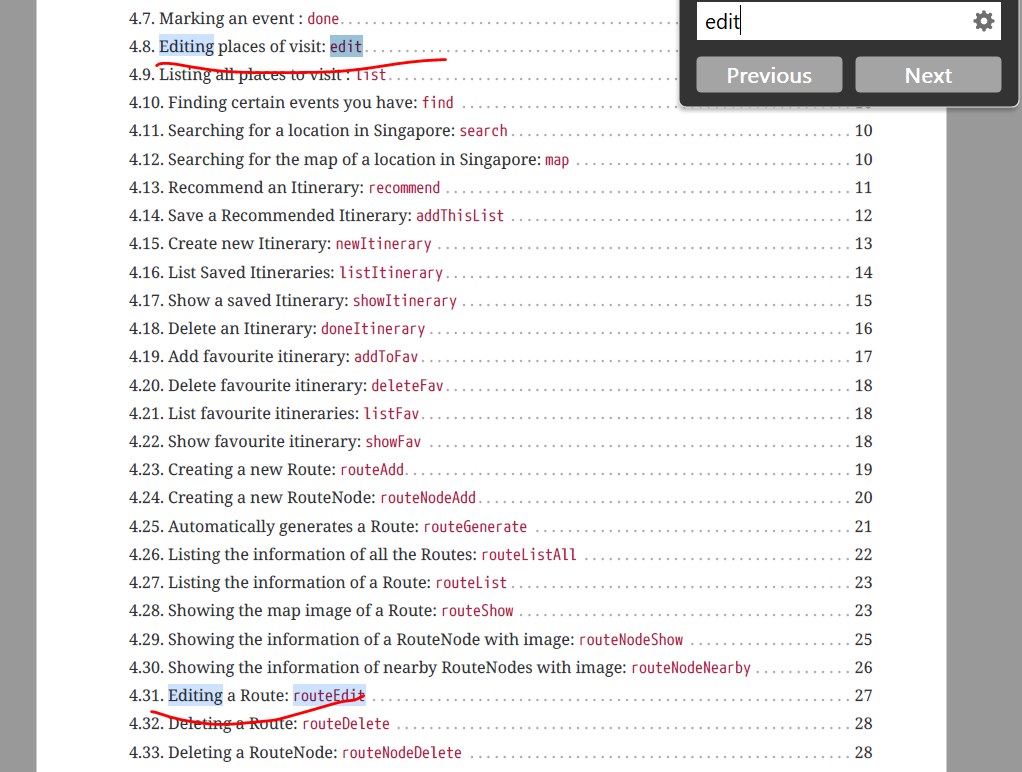 4.7. Marking an event : done
edit
4.8. Editing places of visit: edit
Previous Next
4.9. Listing all places to visit : list
4.10. Finding certain events you have: find
4.11. Searching for a location in Singapore: search 10
4.12. Searching for the map of a location in Singapore: map 10
4.13. Recommend an Itinerary: recommend 11
4.14. Save a Recommended Itinerary: addThisList 12
4.15. Create new Itinerary: newItinerary 13
4.16. List Saved Itineraries: listItinerary 14
4.17. Show a saved Itinerary: showItinerary 15
4.18. Delete an Itinerary: doneItinerary 16
4.19. Add favourite itinerary: addToFav 17
4.20. Delete favourite itinerary: deleteFav 18
4.21. List favourite itineraries: listFav 18
4.22. Show favourite itinerary: showFav 18
4.23. Creating a new Route: routeAdd 19
4.24. Creating a new RouteNode: routeNodeAdd 20
4.25. Automatically generates a Route: routeGenerate 21
4.26. Listing the information of all the Routes: routeListAll 22
4.27. Listing the information of a Route: routeList 23
4.28. Showing the map image of a Route: routeShow 23
4.29. Showing the information of a RouteNode with image: routeNodeShow 25
4.30. Showing the information of nearby RouteNodes with image: routeNodeNearby 26
4.31. Editing a Route: routeEdit 27
4.32. Deleting a Route: routeDelete 28
4.33. Deleting a RouteNode: routeNodeDelete 28